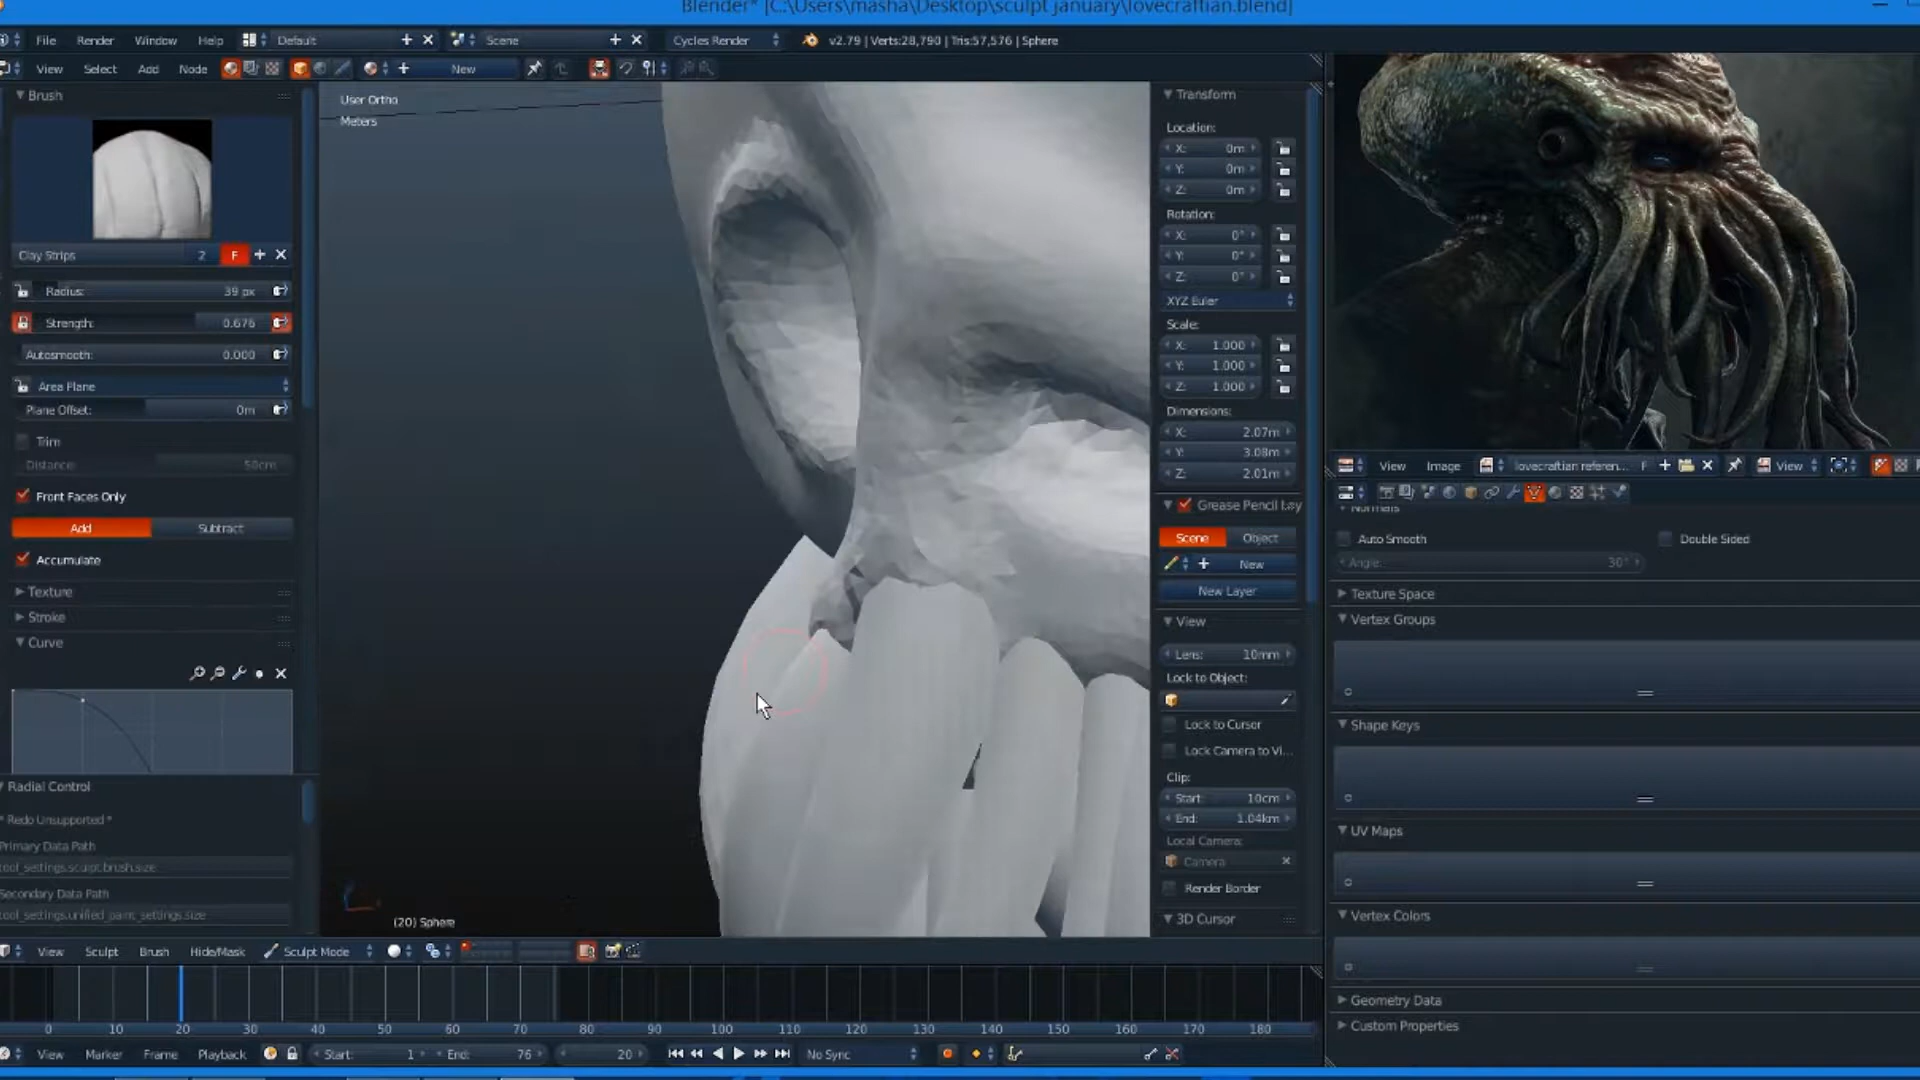 Blender* [C:\Users\masha\Desktop\sculpt january\lovecraftian.blend]
File Render Window Help Default Scene Cycles Render v2.79 | Verts:28,790 | Tris:57,576 | Sphere
View Select Add Node New
Brush
Clay Strips 2 F
Radius: 39 px
Strength: 0.676
Autosmooth: 0.000
Area Plane
Plane Offset: 0m
Trim
Distance: 50cm
Front Faces Only
Add Subtract
Accumulate
Texture
Stroke
Curve
Radial Control
* Redo Unsupported *
Primary Data Path
tool_settings.sculpt.brush.size
Secondary Data Path
tool_settings.unified_paint_settings.size
User Ortho
Meters
(20) Sphere
Transform
Location:
X: 0m
Y: 0m
Z: 0m
Rotation:
X: 0°
Y: 0°
Z: 0°
XYZ Euler
Scale:
X: 1.000
Y: 1.000
Z: 1.000
Dimensions:
X: 2.07m
Y: 3.08m
Z: 2.01m
Grease Pencil
Scene Object
New
New Layer
View
Lens: 10mm
Lock to Object:
Lock to Cursor
Lock Camera to Vi...
Clip:
Start: 10cm
End: 1.04km
Local Camera:
Camera
Render Border
3D Cursor
View Image lovecraftian referen... F View
Normals
Auto Smooth Double Sided
Angle: 30°
Texture Space
Vertex Groups
Shape Keys
UV Maps
Vertex Colors
Geometry Data
Custom Properties
View Sculpt Brush Hide/Mask Sculpt Mode
0 10 20 30 40 50 60 70 80 90 100 110 120 130 140 150 160 170 180
View Marker Frame Playback Start: 1 End: 76 20 No Sync